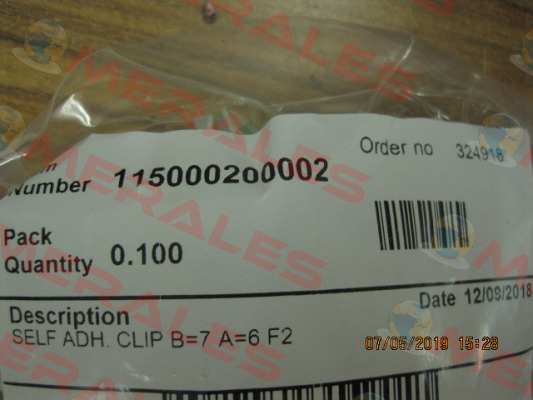 Order no 324918
Number 115000200002
Pack
Quantity 0.100
Date 12/09/2018
Description
SELF ADH. CLIP B=7 A=6 F2
07/05/2019 15:28
MERALES
MERALES